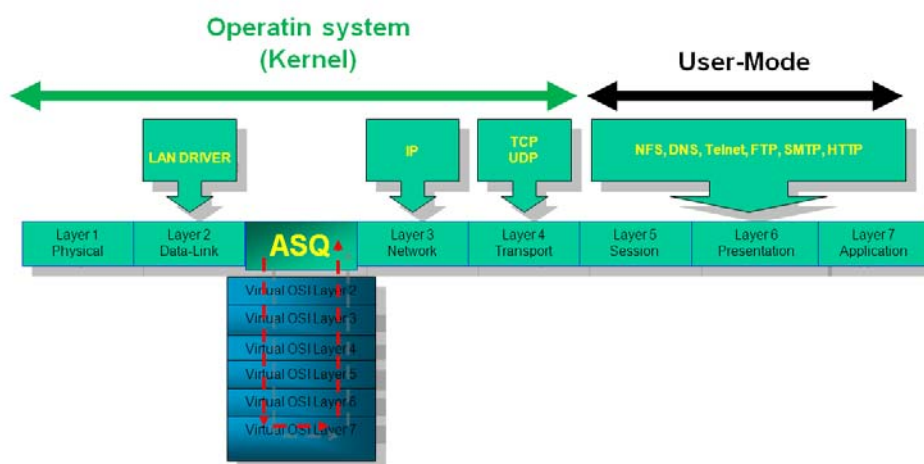 Operatin system
(Kernel)
User-Mode
LAN DRIVER
IP
TCP
UDP
NFS, DNS, Telnet, FTP, SMTP, HTTP
Layer 1
Physical
Layer 2
Data-Link
ASQ
Layer 3
Network
Layer 4
Transport
Layer 5
Session
Layer 6
Presentation
Layer 7
Application
Virtual OSI Layer 2
Virtual OSI Layer 3
Virtual OSI Layer 4
Virtual OSI Layer 5
Virtual OSI Layer 6
Virtual OSI Layer 7